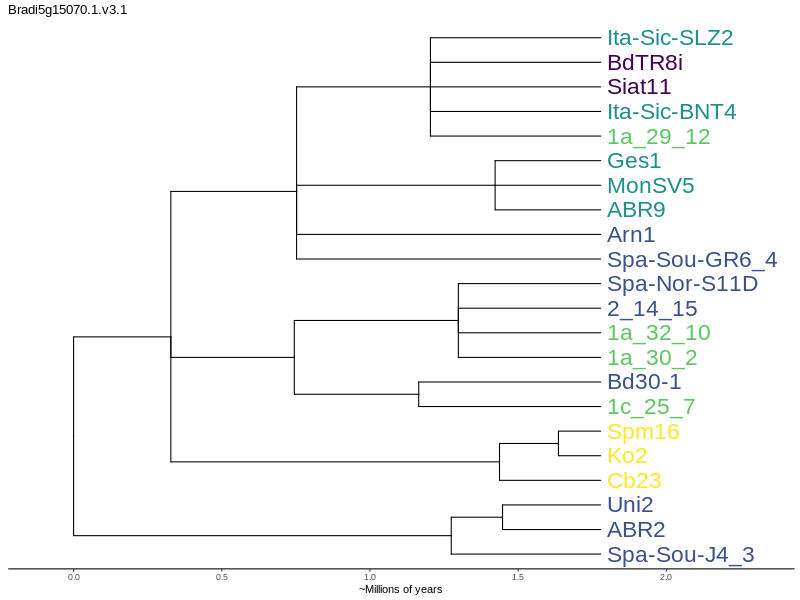 Bradi5g15070.1.v3.1
Ita-Sic-SLZ2
BdTR8i
Siat11
Ita-Sic-BNT4
1a_29_12
Ges1
MonSV5
ABR9
Arn1
Spa-Sou-GR6_4
Spa-Nor-S11D
2_14_15
1a_32_10
1a_30_2
Bd30-1
1c_25_7
Spm16
Ko2
Cb23
Uni2
ABR2
Spa-Sou-J4_3
0.0 0.5 1.0 1.5 2.0
~Millions of years